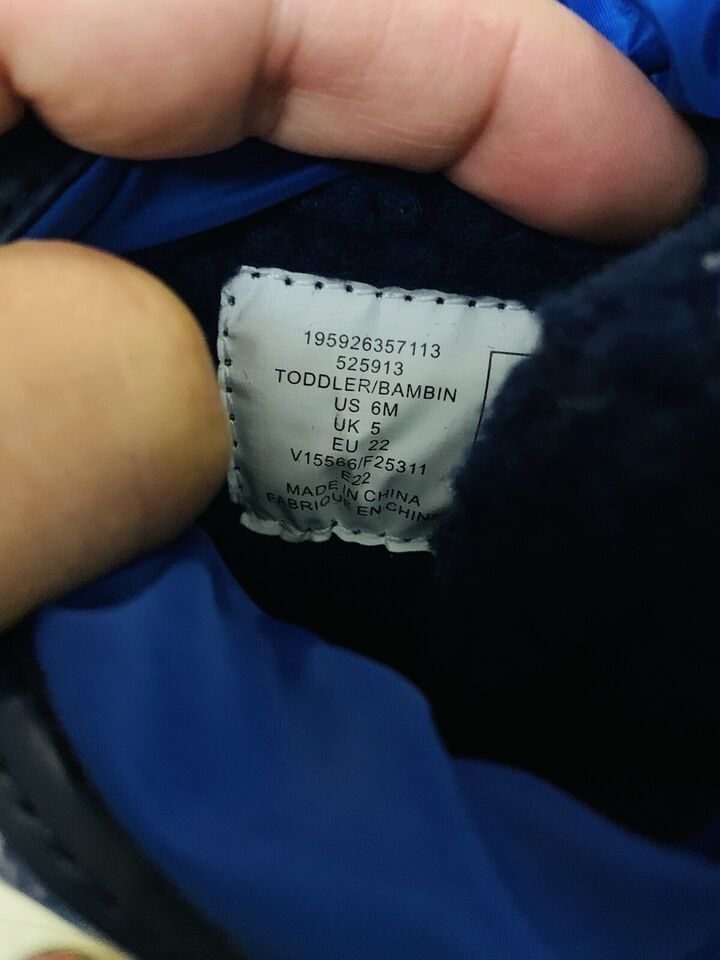 195926357113
525913
TODDLER/BAMBIN
US 6M
UK 5
EU 22
V15566/F25311
E22
MADE IN CHINA
FABRIQUE EN CHINE